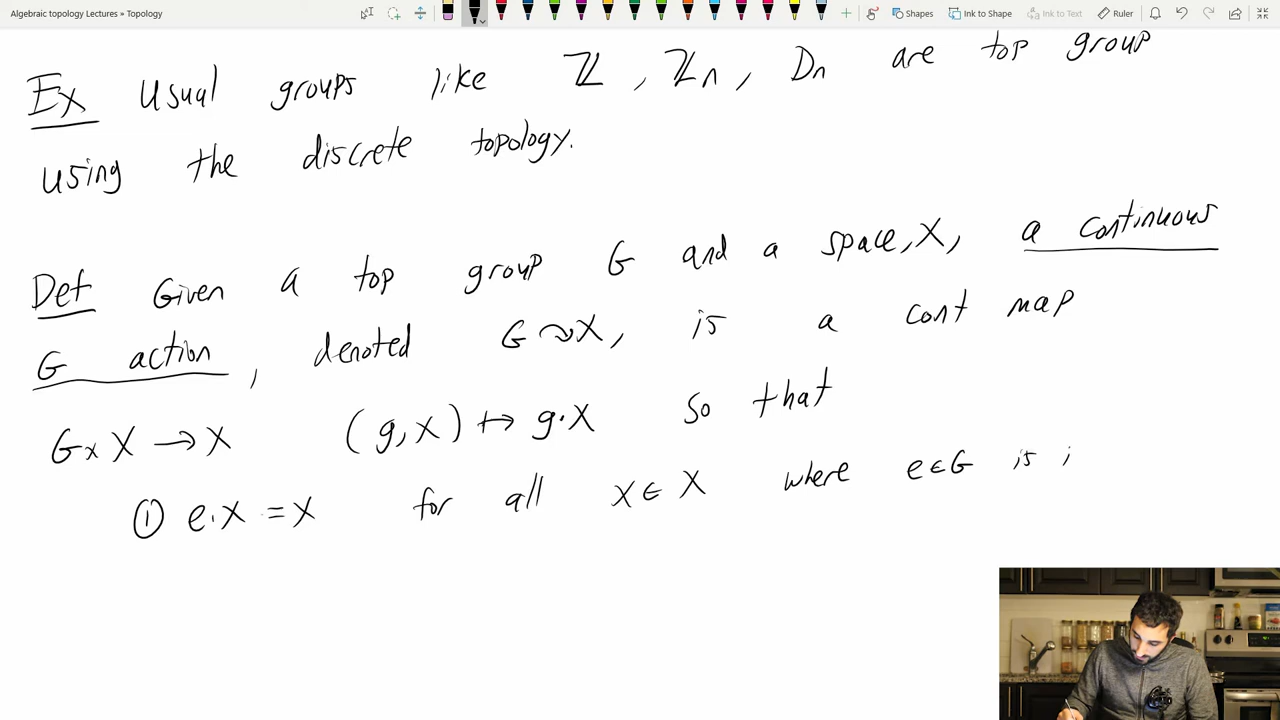 Algebraic topology Lectures » Topology
Shapes Ink to Shape Ink to Text Ruler
Ex Usual groups like ℤ, ℤn, Dn are top group
using the discrete topology.
Def Given a top group G and a space, X, a continuous
G action, denoted G↷X, is a cont map
G×X→X (g,x)↦g·x so that
① e·x=x for all x∈X where e∈G is i